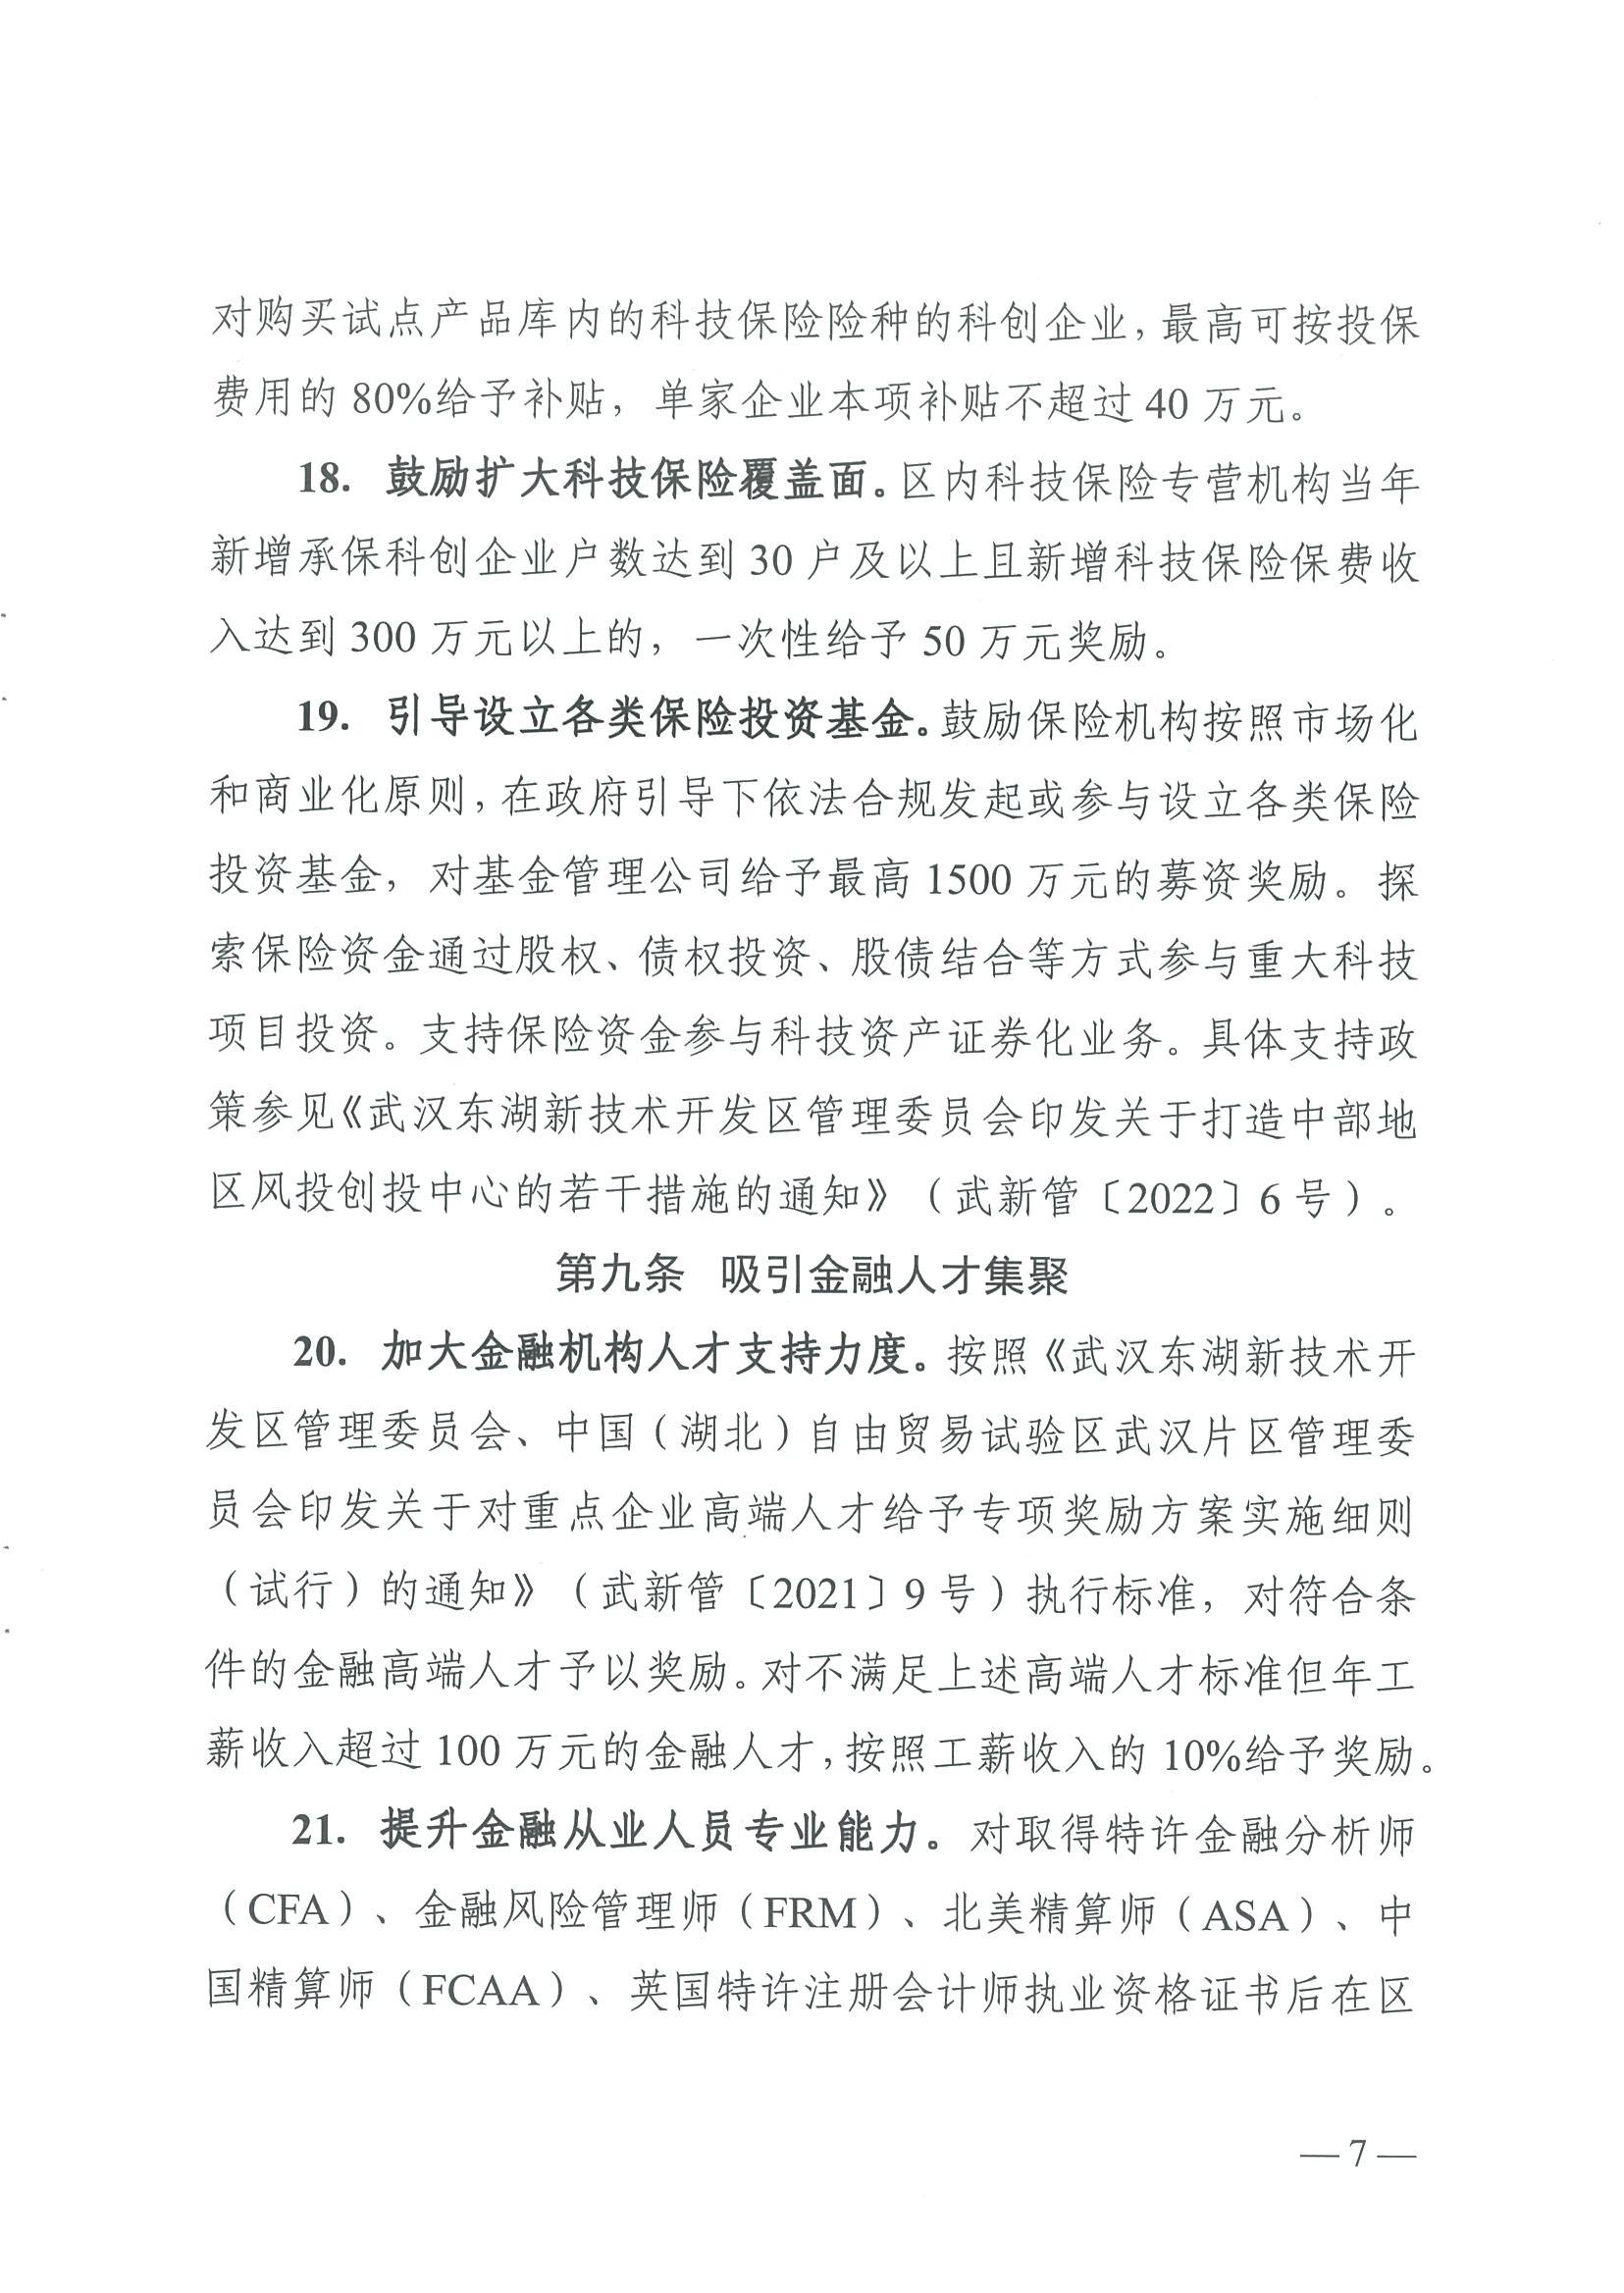 对购买试点产品库内的科技保险险种的科创企业，最高可按投保
费用的 80%给予补贴，单家企业本项补贴不超过 40 万元。
18. 鼓励扩大科技保险覆盖面。区内科技保险专营机构当年
新增承保科创企业户数达到 30 户及以上且新增科技保险保费收
入达到 300 万元以上的，一次性给予 50 万元奖励。
19. 引导设立各类保险投资基金。鼓励保险机构按照市场化
和商业化原则，在政府引导下依法合规发起或参与设立各类保险
投资基金，对基金管理公司给予最高 1500 万元的募资奖励。探
索保险资金通过股权、债权投资、股债结合等方式参与重大科技
项目投资。支持保险资金参与科技资产证券化业务。具体支持政
策参见《武汉东湖新技术开发区管理委员会印发关于打造中部地
区风投创投中心的若干措施的通知》（武新管〔2022〕6 号）。
第九条 吸引金融人才集聚
20. 加大金融机构人才支持力度。按照《武汉东湖新技术开
发区管理委员会、中国（湖北）自由贸易试验区武汉片区管理委
员会印发关于对重点企业高端人才给予专项奖励方案实施细则
（试行）的通知》（武新管〔2021〕9 号）执行标准，对符合条
件的金融高端人才予以奖励。对不满足上述高端人才标准但年工
薪收入超过 100 万元的金融人才，按照工薪收入的 10%给予奖励。
21. 提升金融从业人员专业能力。对取得特许金融分析师
（CFA）、金融风险管理师（FRM）、北美精算师（ASA）、中
国精算师（FCAA）、英国特许注册会计师执业资格证书后在区
— 7 —